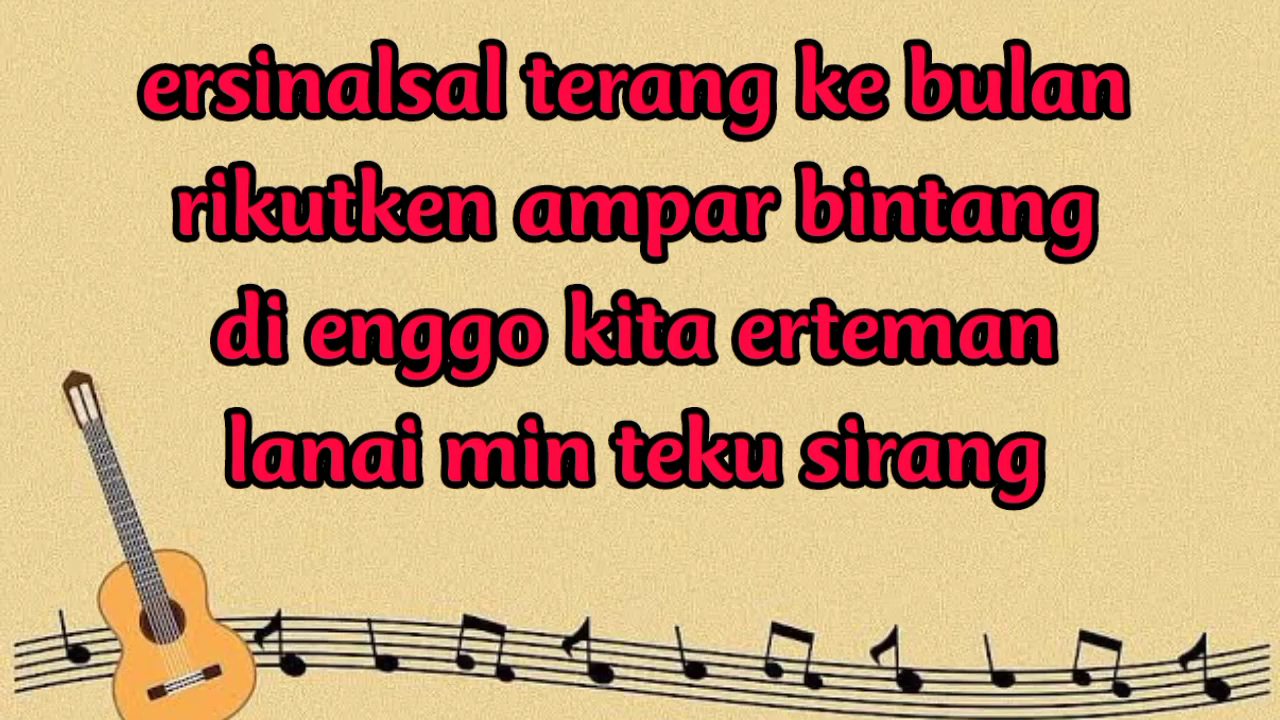 ersinalsal terang ke bulan
rikutken ampar bintang
di enggo kita erteman
lanai min teku sirang